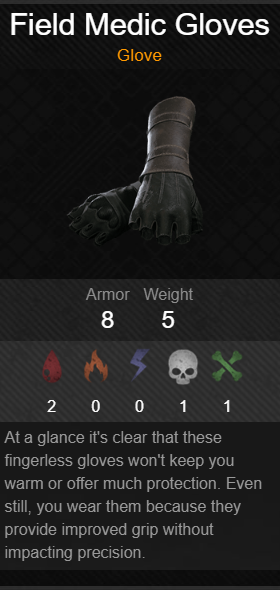 Field Medic Gloves
Glove
Armor Weight
8 5
2 0 0 1 1
At a glance it's clear that these
fingerless gloves won't keep you
warm or offer much protection. Even
still, you wear them because they
provide improved grip without
impacting precision.